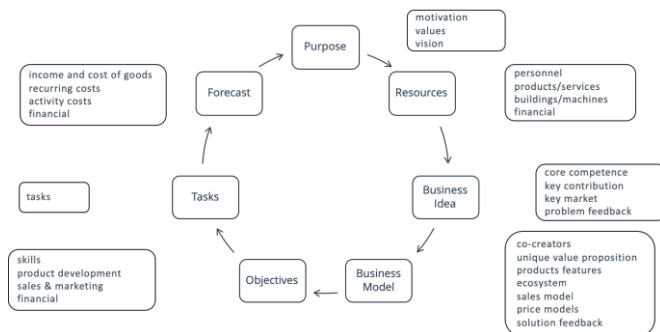 Purpose
motivation
values
vision
Resources
personnel
products/services
buildings/machines
financial
Business
Idea
core competence
key contribution
key market
problem feedback
Business
Model
co-creators
unique value proposition
products features
ecosystem
sales model
price models
solution feedback
Objectives
skills
product development
sales & marketing
financial
Tasks
tasks
Forecast
income and cost of goods
recurring costs
activity costs
financial